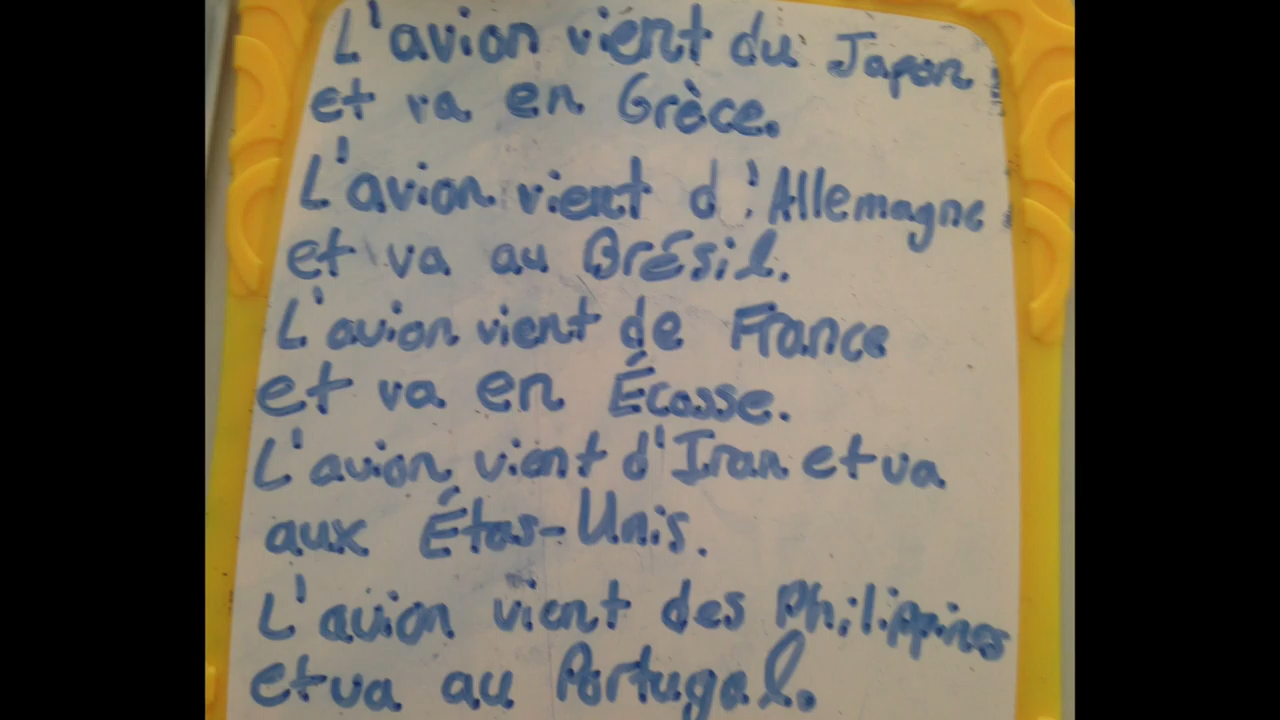 L'avion vient du Japon
et va en Grèce.
L'avion vient d'Allemagne
et va au BrÉsil.
L'avion vient de France
et va en Écosse.
L'avion vient d'Iran et va
aux Étas-Unis.
L'avion vient des Philippines
et va au Portugal.